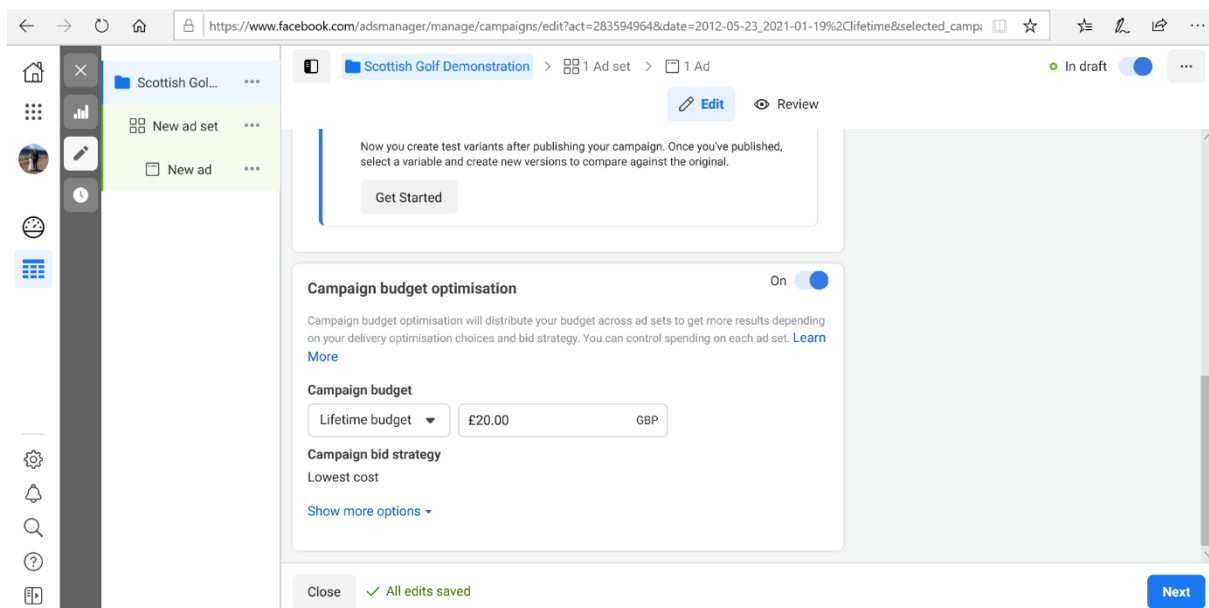 https://www.facebook.com/adsmanager/manage/campaigns/edit?act=283594964&date=2012-05-23_2021-01-19%2Clifetime&selected_campa
Scottish Gol...
New ad set
New ad
Scottish Golf Demonstration > 1 Ad set > 1 Ad
In draft
Edit
Review
Now you create test variants after publishing your campaign. Once you've published,
select a variable and create new versions to compare against the original.
Get Started
Campaign budget optimisation
On
Campaign budget optimisation will distribute your budget across ad sets to get more results depending
on your delivery optimisation choices and bid strategy. You can control spending on each ad set. Learn
More
Campaign budget
Lifetime budget
£20.00 GBP
Campaign bid strategy
Lowest cost
Show more options
Close
All edits saved
Next